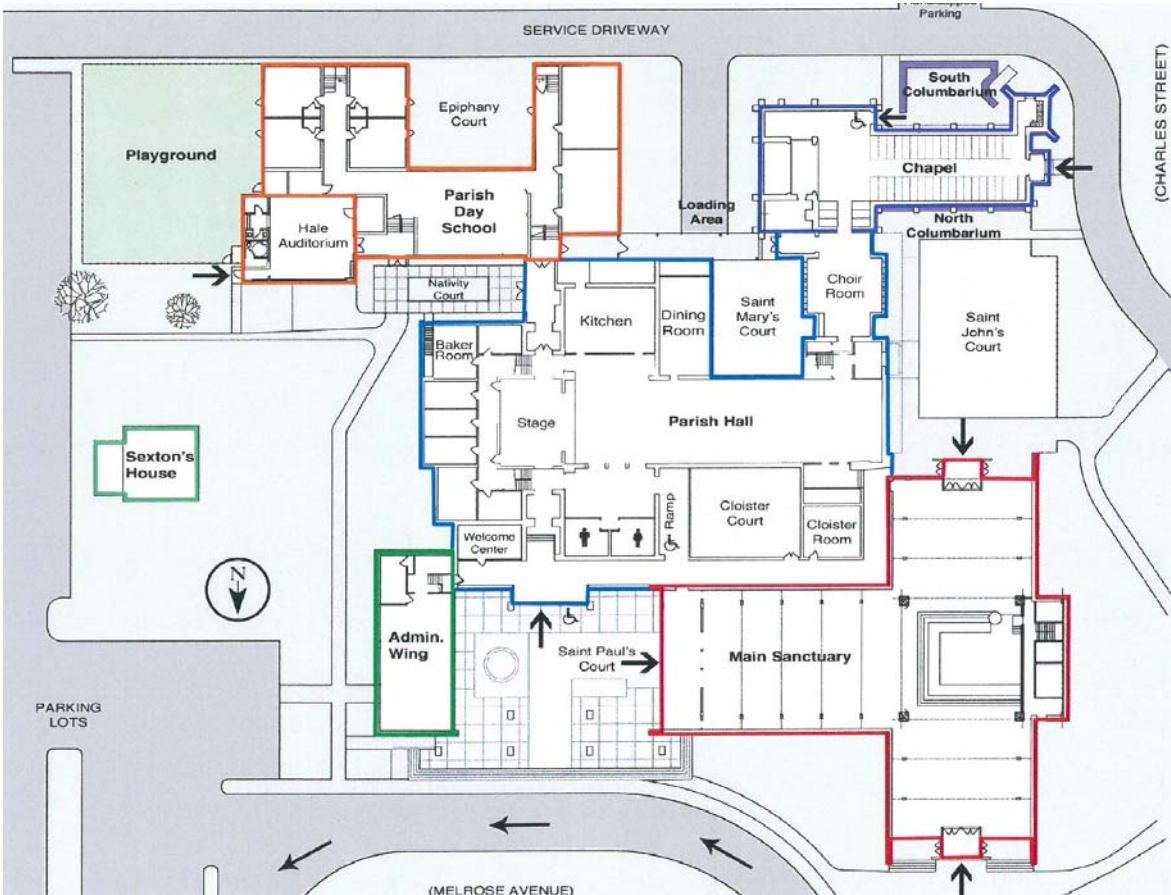 Parking
SERVICE DRIVEWAY
(CHARLES STREET)
South
Columbarium
Epiphany
Court
Playground
Chapel
Parish
Day
School
Loading
Area
North
Columbarium
Hale
Auditorium
Nativity
Court
Choir
Room
Kitchen
Dining
Room
Saint
Mary's
Court
Saint
John's
Court
Baker
Room
Stage
Parish Hall
Sexton's
House
Cloister
Court
Ramp
Cloister
Room
Welcome
Center
N
Admin.
Wing
Saint Paul's
Court
Main Sanctuary
PARKING
LOTS
(MELROSE AVENUE)